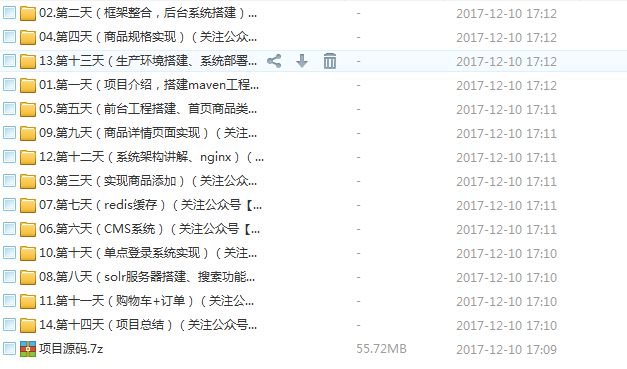 02.第二天（框架整合，后台系统搭建）... - 2017-12-10 17:12
04.第四天（商品规格实现）（关注公众... - 2017-12-10 17:12
13.第十三天（生产环境搭建、系统部署... - 2017-12-10 17:12
01.第一天（项目介绍，搭建maven工程... - 2017-12-10 17:12
05.第五天（前台工程搭建、首页商品类... - 2017-12-10 17:11
09.第九天（商品详情页面实现）（关注... - 2017-12-10 17:11
12.第十二天（系统架构讲解、nginx）（... - 2017-12-10 17:11
03.第三天（实现商品添加）（关注公众... - 2017-12-10 17:11
07.第七天（redis缓存）（关注公众号【... - 2017-12-10 17:11
06.第六天（CMS系统）（关注公众号【... - 2017-12-10 17:11
10.第十天（单点登录系统实现）（关注... - 2017-12-10 17:10
08.第八天（solr服务器搭建、搜索功能... - 2017-12-10 17:10
11.第十一天（购物车+订单）（关注公... - 2017-12-10 17:10
14.第十四天（项目总结）（关注公众号... - 2017-12-10 17:10
项目源码.7z 55.72MB 2017-12-10 17:09